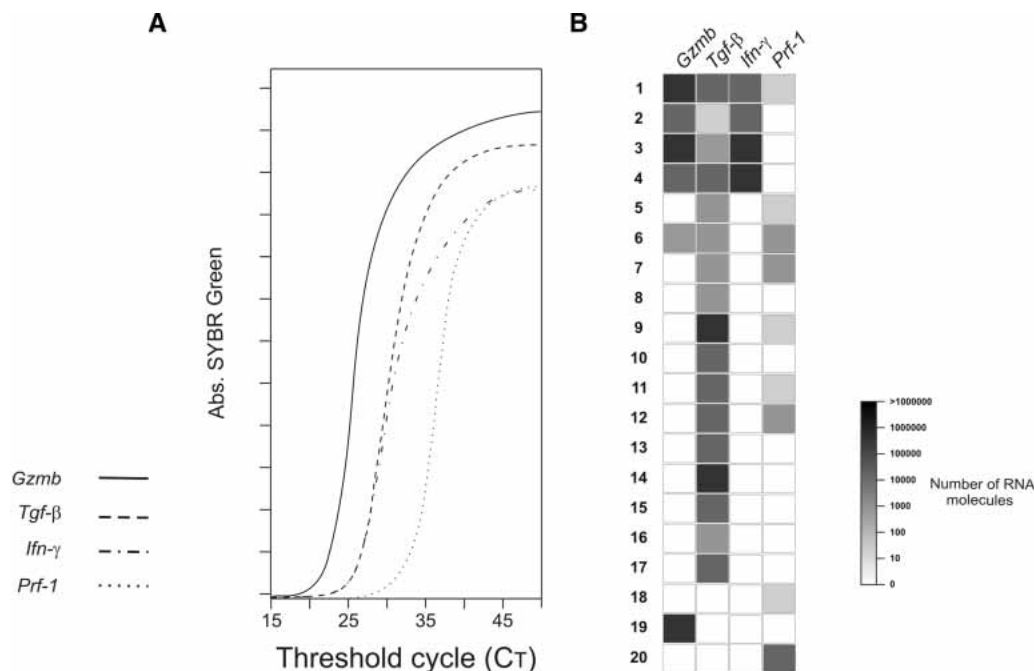 A
Abs. SYBR Green
15
25
35
45
Threshold cycle (CT)
Gzmb
Tgf-β
Ifn-γ
Prf-1
B
Gzmb
Tgf-β
Ifn-γ
Prf-1
1
2
3
4
5
6
7
8
9
10
11
12
13
14
15
16
17
18
19
20
>1000000
1000000
100000
10000
1000
100
10
0
Number of RNA
molecules